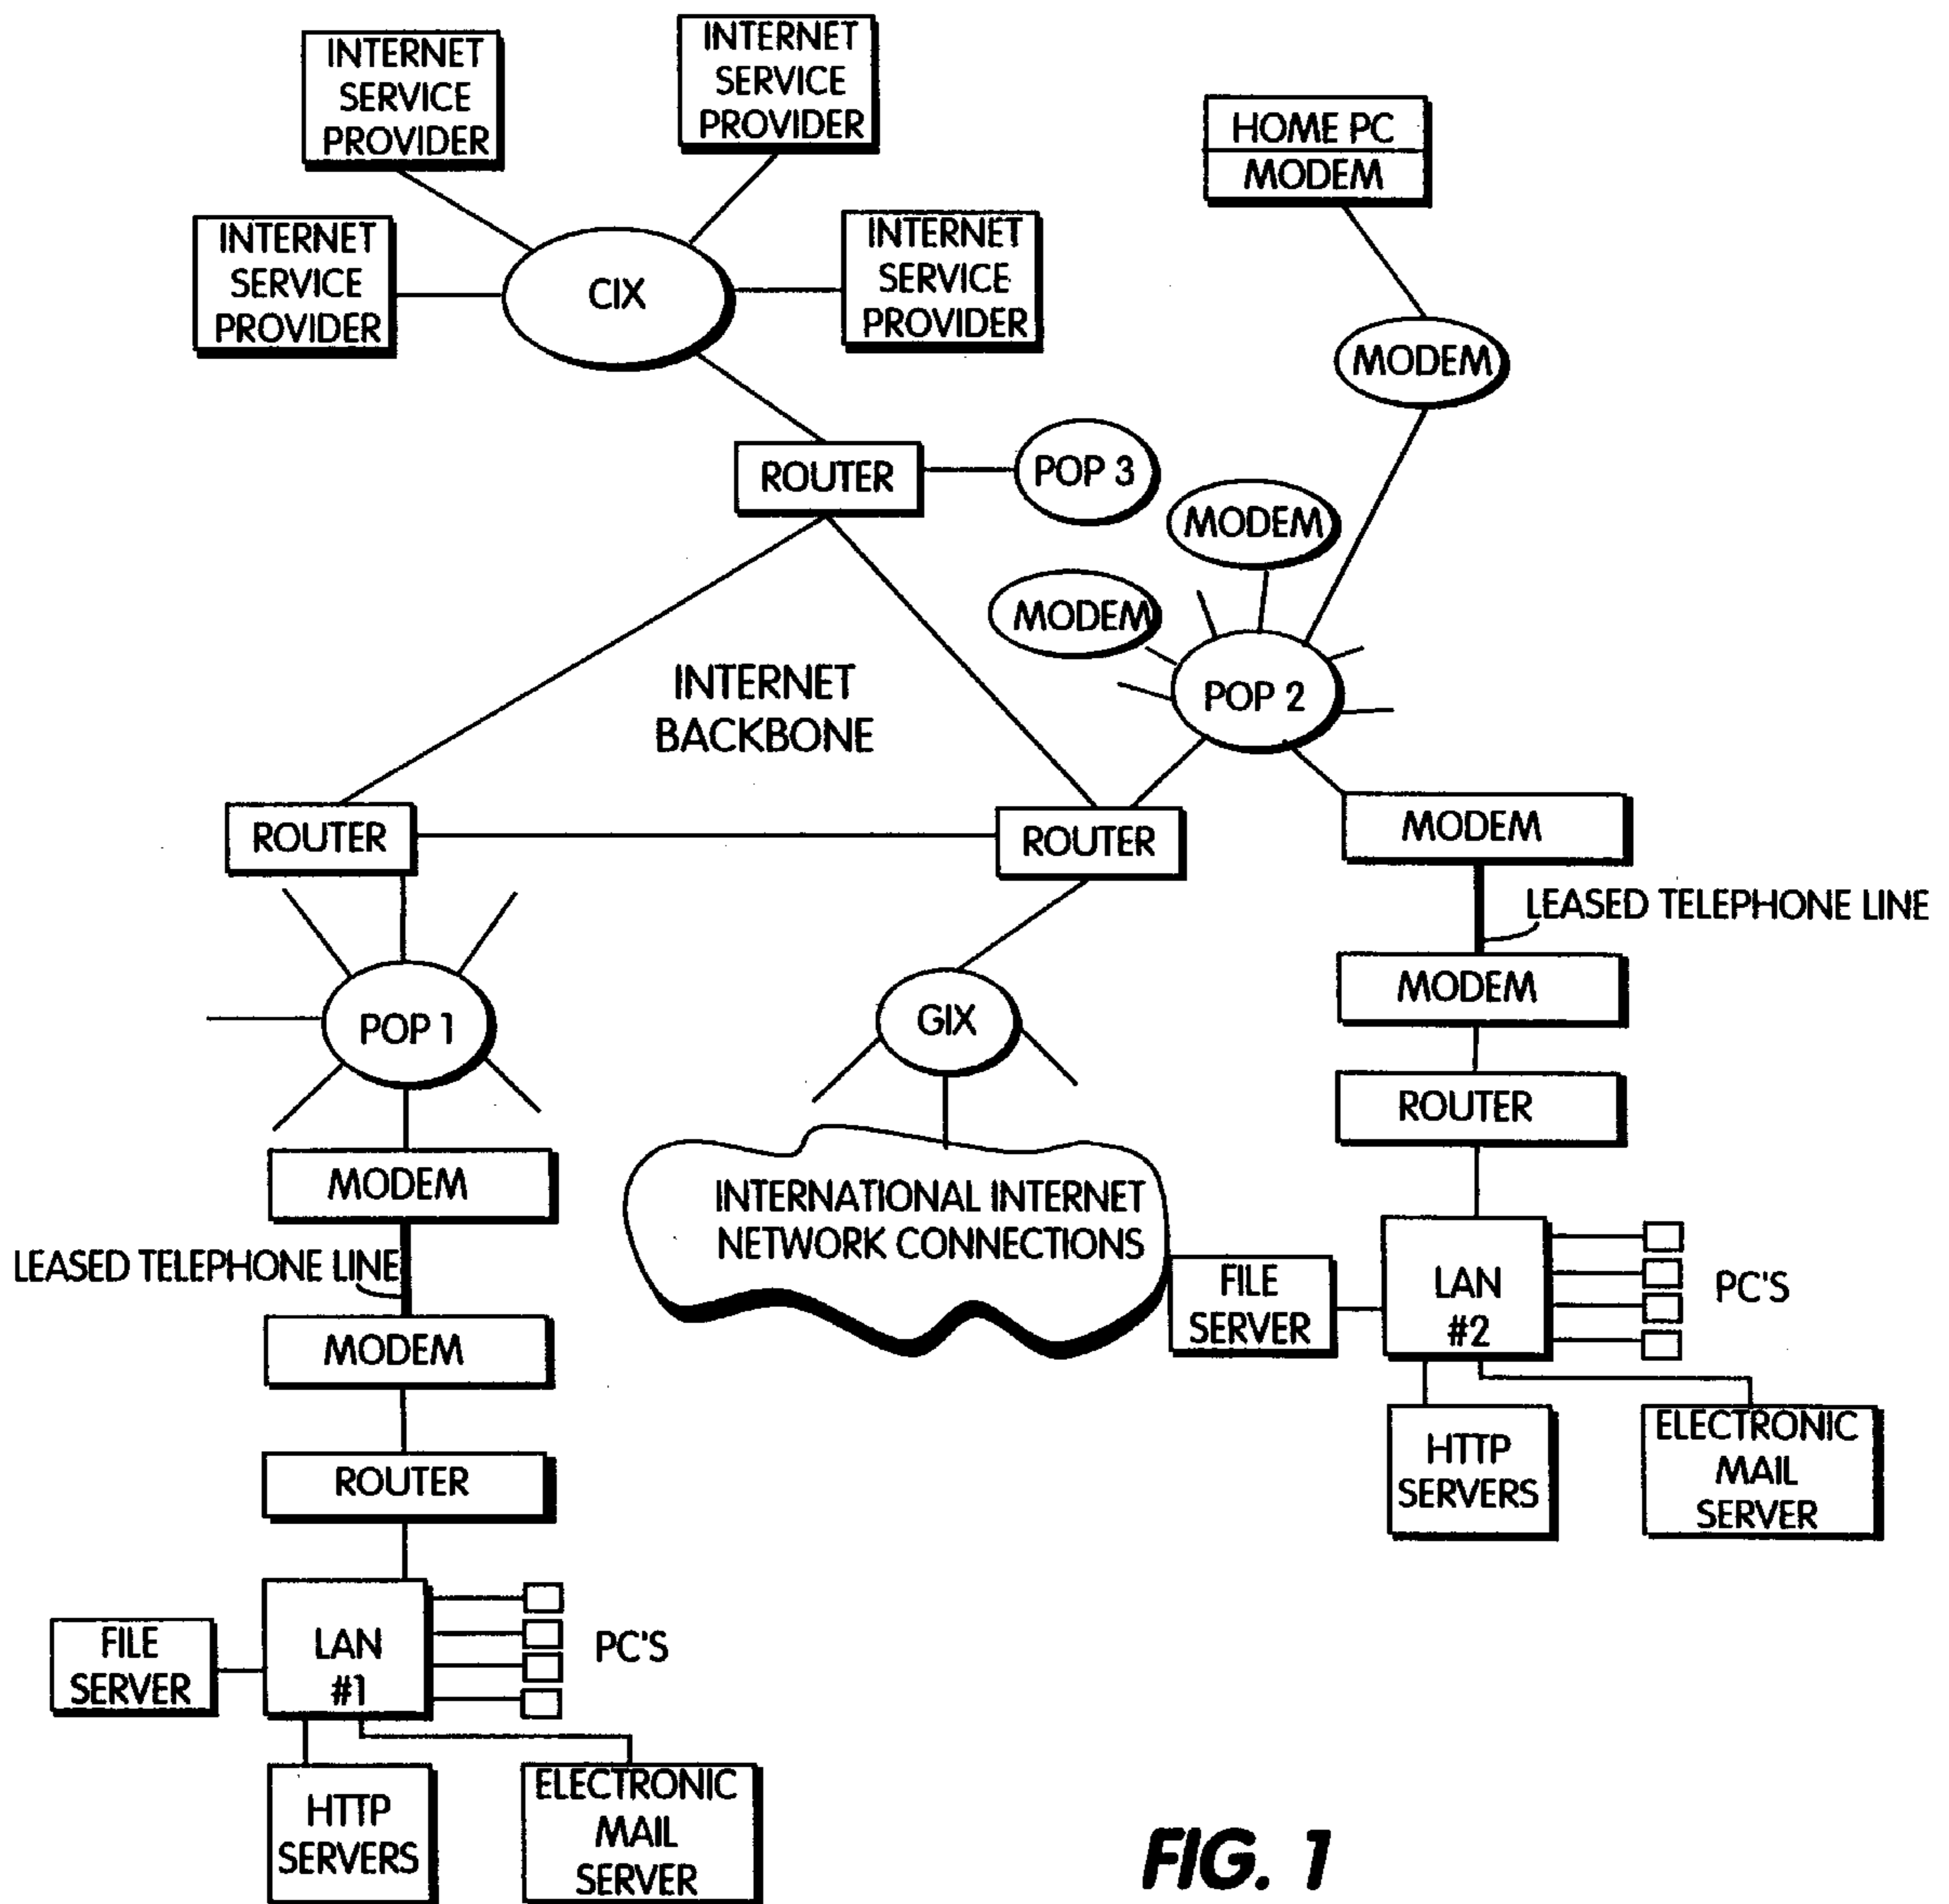 INTERNET
SERVICE
PROVIDER
INTERNET
SERVICE
PROVIDER
HOME PC
MODEM
INTERNET
SERVICE
PROVIDER
CIX
INTERNET
SERVICE
PROVIDER
MODEM
ROUTER
POP 3
MODEM
MODEM
INTERNET
BACKBONE
POP 2
ROUTER
ROUTER
MODEM
LEASED TELEPHONE LINE
MODEM
POP 1
GIX
ROUTER
MODEM
INTERNATIONAL INTERNET
NETWORK CONNECTIONS
LEASED TELEPHONE LINE
FILE
SERVER
LAN
#2
PC'S
MODEM
HTTP
SERVERS
ELECTRONIC
MAIL
SERVER
ROUTER
FILE
SERVER
LAN
#1
PC'S
HTTP
SERVERS
ELECTRONIC
MAIL
SERVER
FIG. 1